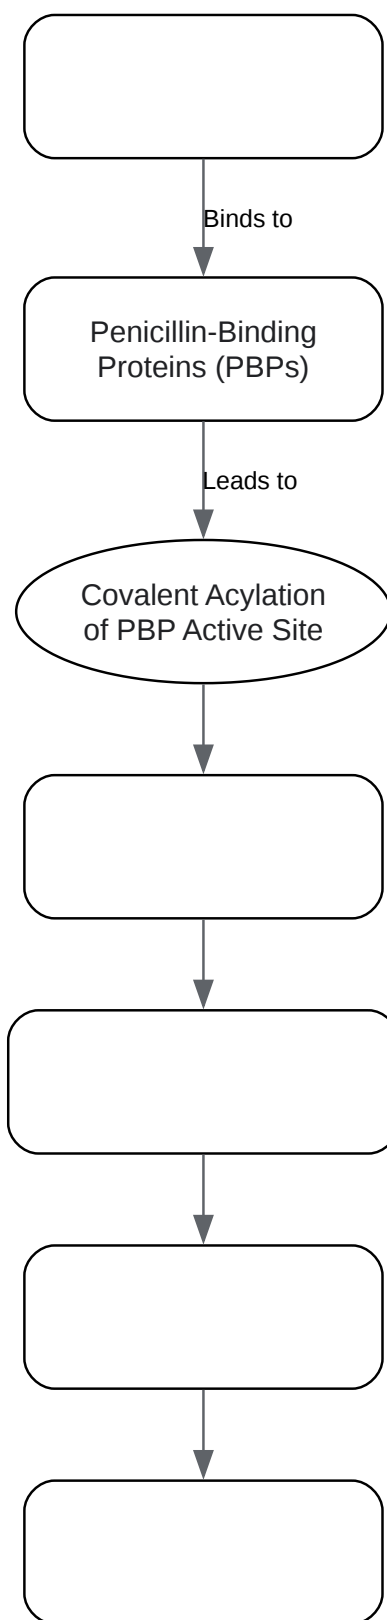 Binds to
Penicillin-Binding
Proteins (PBPs)
Leads to
Covalent Acylation
of PBP Active Site